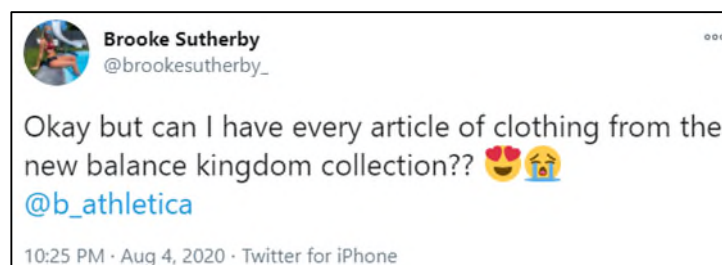 Brooke Sutherby
@brookesutherby_
Okay but can I have every article of clothing from the
new balance kingdom collection?? 😍😭
@b_athletica
10:25 PM · Aug 4, 2020 · Twitter for iPhone